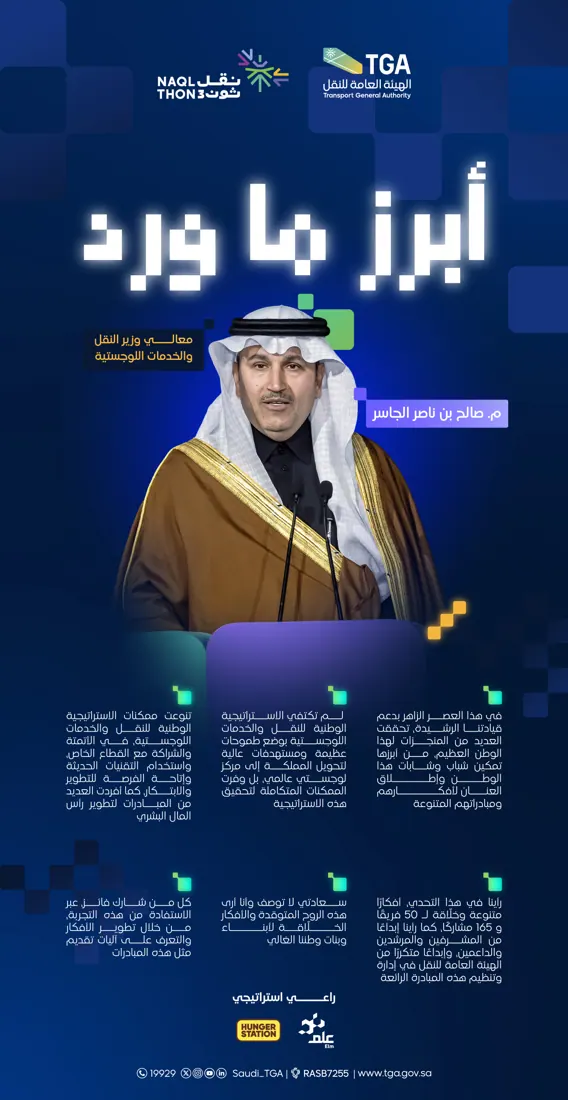 NAQL
THON 3
نقل
ثون3
TGA
الهيئة العامة للنقل
Transport General Authority
أبرز ما ورد
معالي وزير النقل
والخدمات اللوجستية
م. صالح بن ناصر الجاسر
في هذا العصر الزاهر بدعم
قيادتنا الرشيدة، تحققت
العديد من المنجزات لهذا
الوطن العظيم، من أبرزها
تمكين شباب وشابات هذا
الوطن وإطلاق
العنان لأفكارهم
ومبادراتهم المتنوعة
لم تكتفي الاستراتيجية
الوطنية للنقل والخدمات
اللوجستية بوضع طموحات
عظيمة ومستهدفات عالية
لتحويل المملكة إلى مركز
لوجستي عالمي, بل وفرت
الممكنات المتكاملة لتحقيق
هذه الاستراتيجية
تنوعت ممكنات الاستراتيجية
الوطنية للنقل والخدمات
اللوجستية، في الأتمتة
والشراكة مع القطاع الخاص,
واستخدام التقنيات الحديثة
وإتاحة الفرصة للتطوير
والابتكار, كما أفردت العديد
من المبادرات لتطوير رأس
المال البشري
رأينا في هذا التحدي, أفكارًا
متنوعة وخلّاقة لـ 50 فريقًا
و 165 مشاركًا, كما رأينا إبداعًا
من المشرفين والمرشدين
والداعمين, وإبداعًا متكررًا من
الهيئة العامة للنقل في إدارة
وتنظيم هذه المبادرة الرائعة
سعادتي لا توصف وأنا أرى
هذه الروح المتوقدة والأفكار
الخلّاقة لأبناء
وبنات وطننا الغالي
كل من شارك فائز, عبر
الاستفادة من هذه التجربة,
من خلال تطوير الأفكار
والتعرف على آليات تقديم
مثل هذه المبادرات
راعي استراتيجي
HUNGER
STATION
علم
Elm
19929 Saudi_TGA | RASB7255 | www.tga.gov.sa